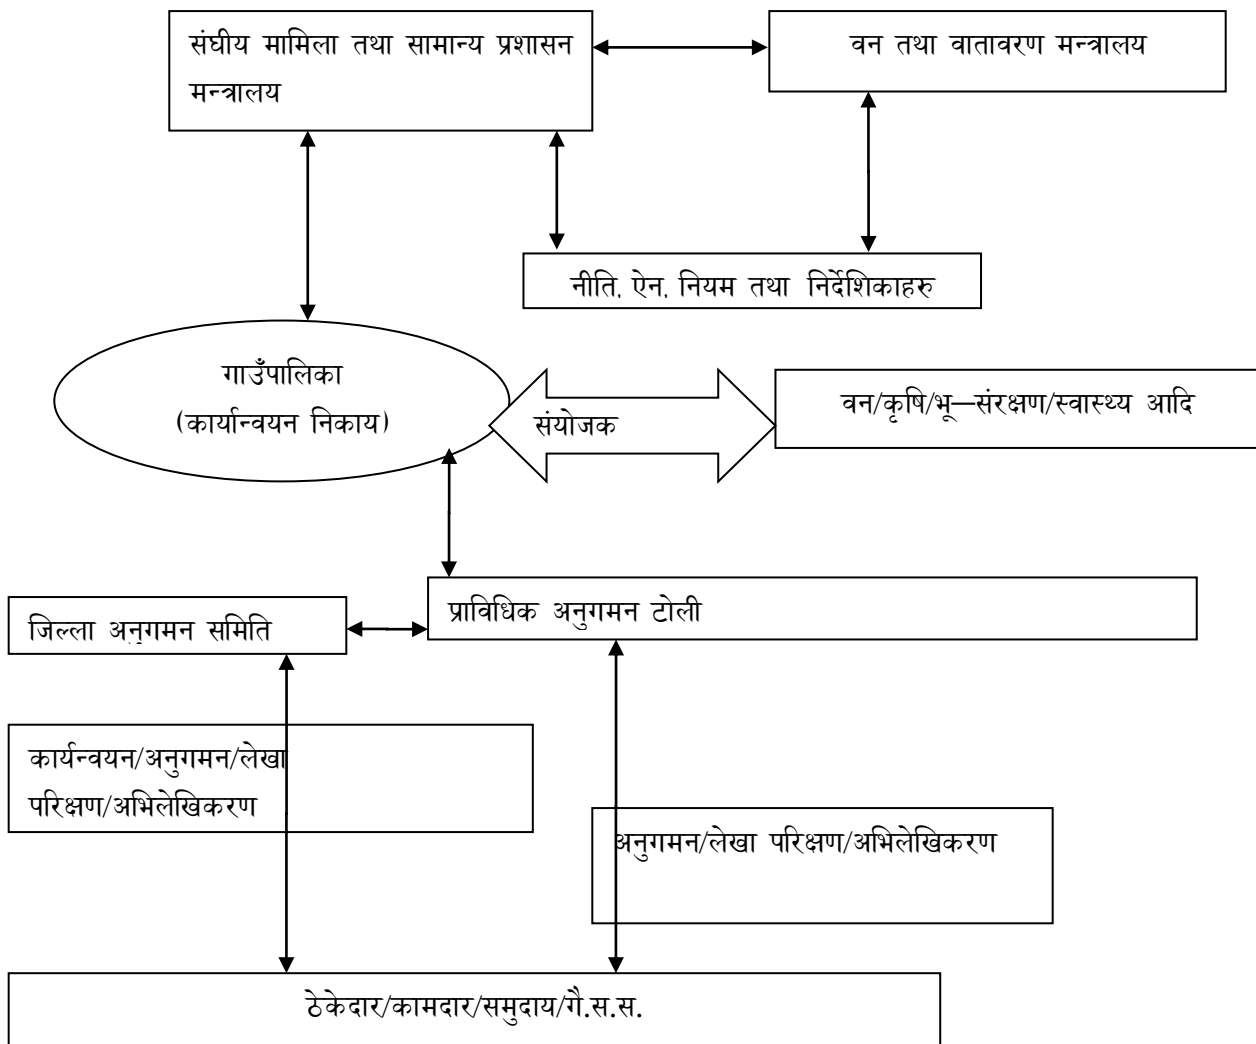 संघीय मामिला तथा सामान्य प्रशासन
मन्त्रालय
वन तथा वातावरण मन्त्रालय
नीति, ऐन, नियम तथा निर्देशिकाहरु
गाउँपालिका
(कार्यान्वयन निकाय)
संयोजक
वन/कृषि/भू—संरक्षण/स्वास्थ्य आदि
प्राविधिक अनुगमन टोली
जिल्ला अनुगमन समिति
कार्यन्वयन/अनुगमन/लेखा
परिक्षण/अभिलेखिकरण
अनुगमन/लेखा परिक्षण/अभिलेखिकरण
ठेकेदार/कामदार/समुदाय/गै.स.स.